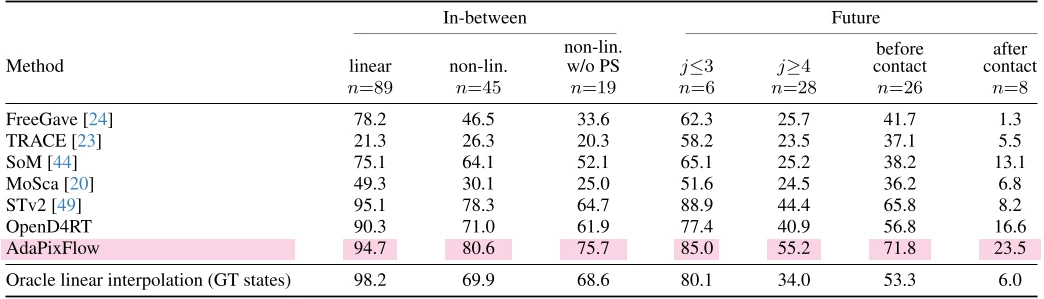 In-between Future
Method linear non-lin. non-lin. w/o PS j≤3 j≥4 before contact after contact
n=89 n=45 n=19 n=6 n=28 n=26 n=8
FreeGave [24] 78.2 46.5 33.6 62.3 25.7 41.7 1.3
TRACE [23] 21.3 26.3 20.3 58.2 23.5 37.1 5.5
SoM [44] 75.1 64.1 52.1 65.1 25.2 38.2 13.1
MoSca [20] 49.3 30.1 25.0 51.6 24.5 36.2 6.8
STv2 [49] 95.1 78.3 64.7 88.9 44.4 65.8 8.2
OpenD4RT 90.3 71.0 61.9 77.4 40.9 56.8 16.6
AdaPixFlow 94.7 80.6 75.7 85.0 55.2 71.8 23.5
Oracle linear interpolation (GT states) 98.2 69.9 68.6 80.1 34.0 53.3 6.0